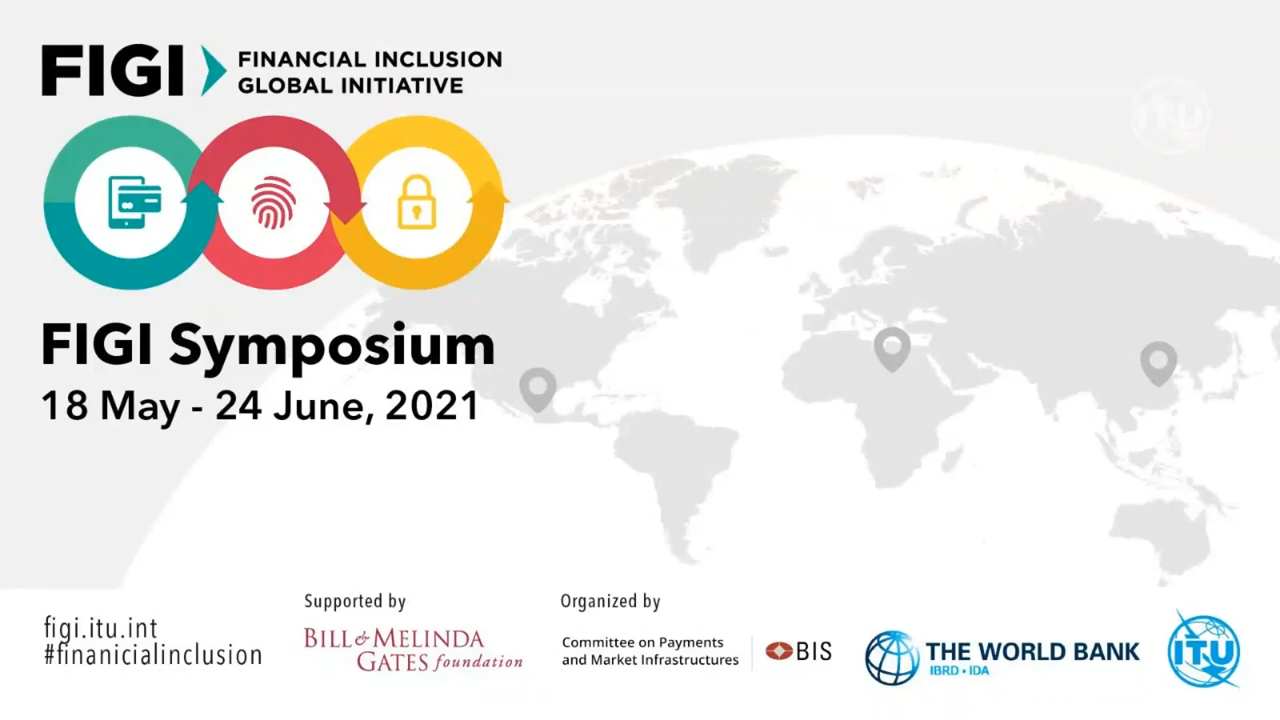 FIGI
FINANCIAL INCLUSION
GLOBAL INITIATIVE
ITU
FIGI Symposium
18 May - 24 June, 2021
figi.itu.int
#finanicialinclusion
Supported by
BILL & MELINDA
GATES foundation
Organized by
Committee on Payments
and Market Infrastructures
BIS
THE WORLD BANK
IBRD • IDA
ITU